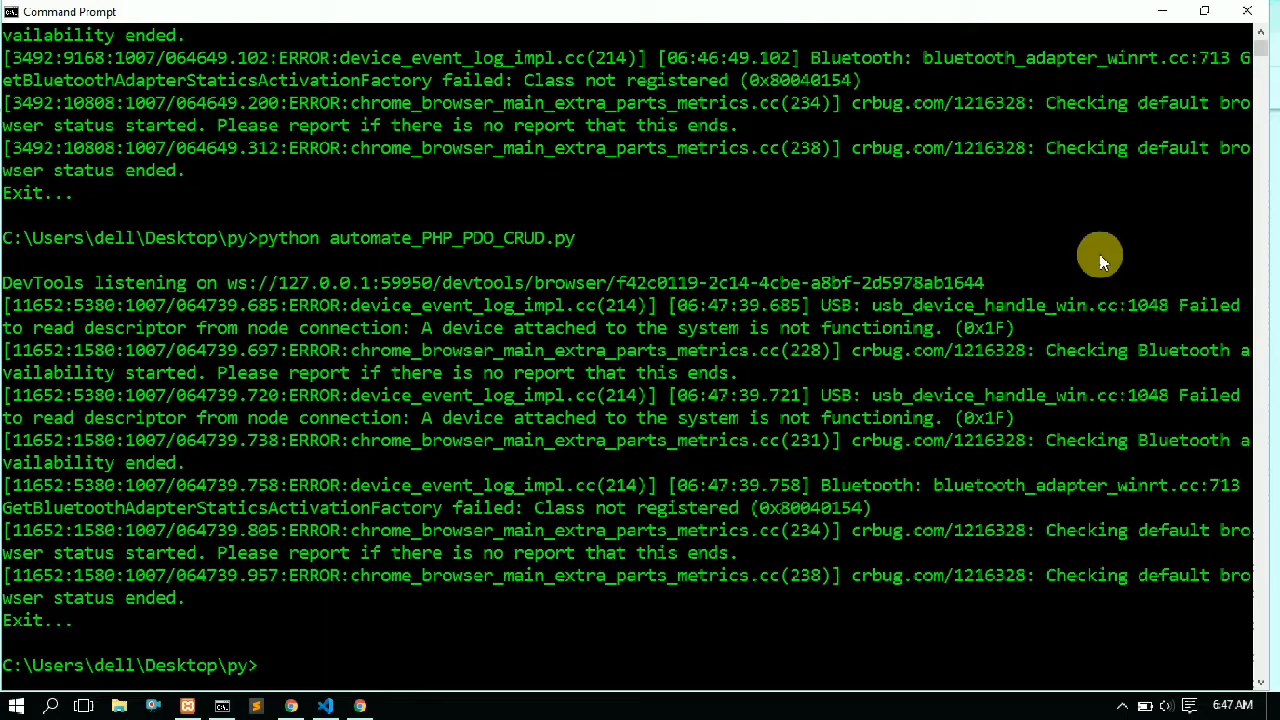 Command Prompt
vailability ended.
[3492:9168:1007/064649.102:ERROR:device_event_log_impl.cc(214)] [06:46:49.102] Bluetooth: bluetooth_adapter_winrt.cc:713 G
etBluetoothAdapterStaticsActivationFactory failed: Class not registered (0x80040154)
[3492:10808:1007/064649.200:ERROR:chrome_browser_main_extra_parts_metrics.cc(234)] crbug.com/1216328: Checking default bro
wser status started. Please report if there is no report that this ends.
[3492:10808:1007/064649.312:ERROR:chrome_browser_main_extra_parts_metrics.cc(238)] crbug.com/1216328: Checking default bro
wser status ended.
Exit...
C:\Users\dell\Desktop\py>python automate_PHP_PDO_CRUD.py
DevTools listening on ws://127.0.0.1:59950/devtools/browser/f42c0119-2c14-4cbe-a8bf-2d5978ab1644
[11652:5380:1007/064739.685:ERROR:device_event_log_impl.cc(214)] [06:47:39.685] USB: usb_device_handle_win.cc:1048 Failed
to read descriptor from node connection: A device attached to the system is not functioning. (0x1F)
[11652:1580:1007/064739.697:ERROR:chrome_browser_main_extra_parts_metrics.cc(228)] crbug.com/1216328: Checking Bluetooth a
vailability started. Please report if there is no report that this ends.
[11652:5380:1007/064739.720:ERROR:device_event_log_impl.cc(214)] [06:47:39.721] USB: usb_device_handle_win.cc:1048 Failed
to read descriptor from node connection: A device attached to the system is not functioning. (0x1F)
[11652:1580:1007/064739.738:ERROR:chrome_browser_main_extra_parts_metrics.cc(231)] crbug.com/1216328: Checking Bluetooth a
vailability ended.
[11652:5380:1007/064739.758:ERROR:device_event_log_impl.cc(214)] [06:47:39.758] Bluetooth: bluetooth_adapter_winrt.cc:713
GetBluetoothAdapterStaticsActivationFactory failed: Class not registered (0x80040154)
[11652:1580:1007/064739.805:ERROR:chrome_browser_main_extra_parts_metrics.cc(234)] crbug.com/1216328: Checking default bro
wser status started. Please report if there is no report that this ends.
[11652:1580:1007/064739.957:ERROR:chrome_browser_main_extra_parts_metrics.cc(238)] crbug.com/1216328: Checking default bro
wser status ended.
Exit...
C:\Users\dell\Desktop\py>
6:47 AM